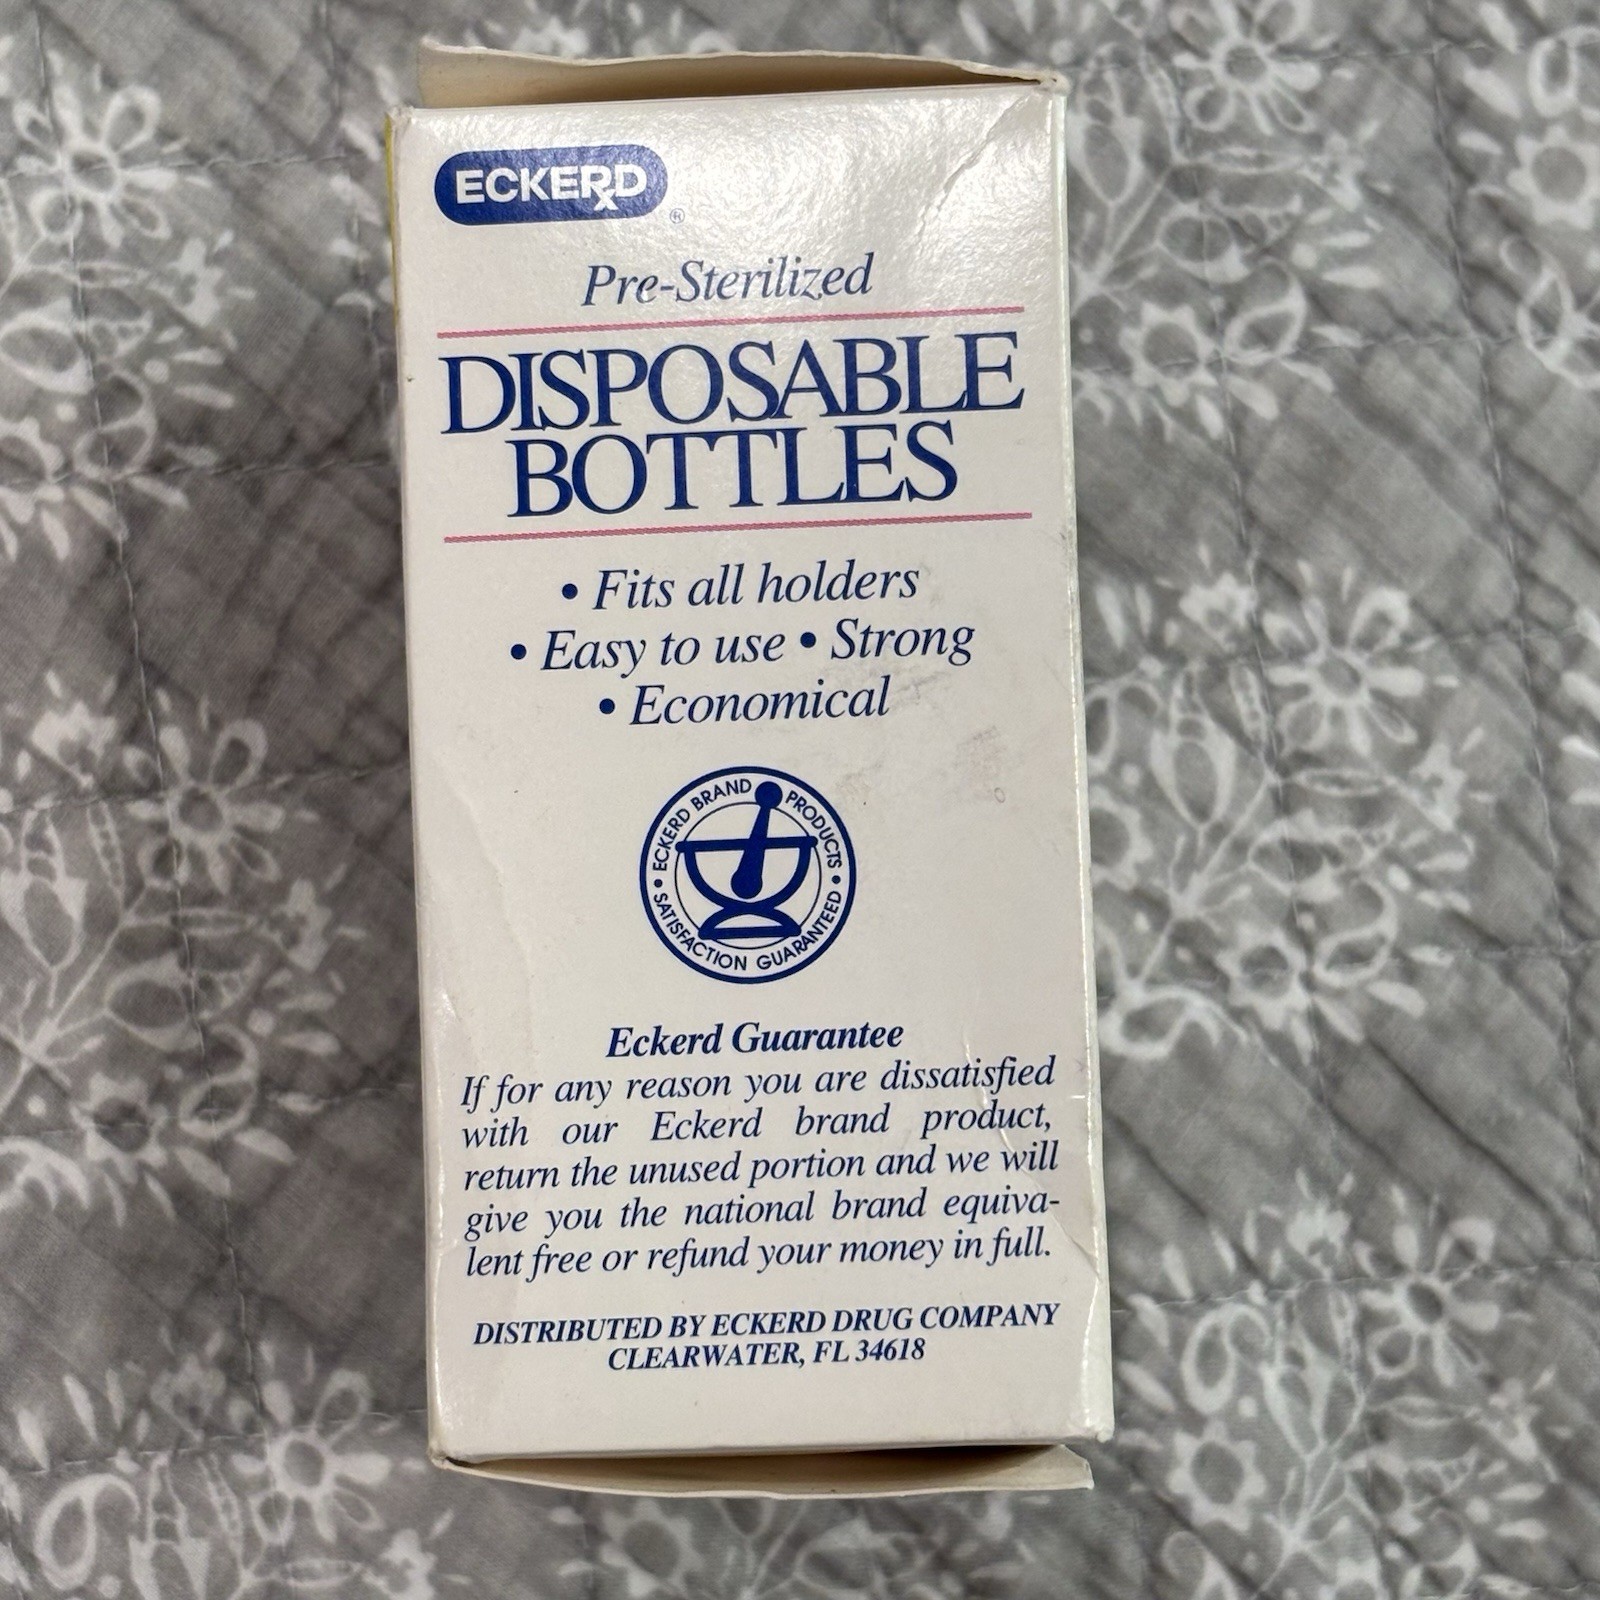 ECKERD
®
Pre-Sterilized
DISPOSABLE
BOTTLES
• Fits all holders
• Easy to use • Strong
• Economical
• ECKERD BRAND PRODUCTS •
SATISFACTION GUARANTEED
Eckerd Guarantee
If for any reason you are dissatisfied
with our Eckerd brand product,
return the unused portion and we will
give you the national brand equiva-
lent free or refund your money in full.
DISTRIBUTED BY ECKERD DRUG COMPANY
CLEARWATER, FL 34618